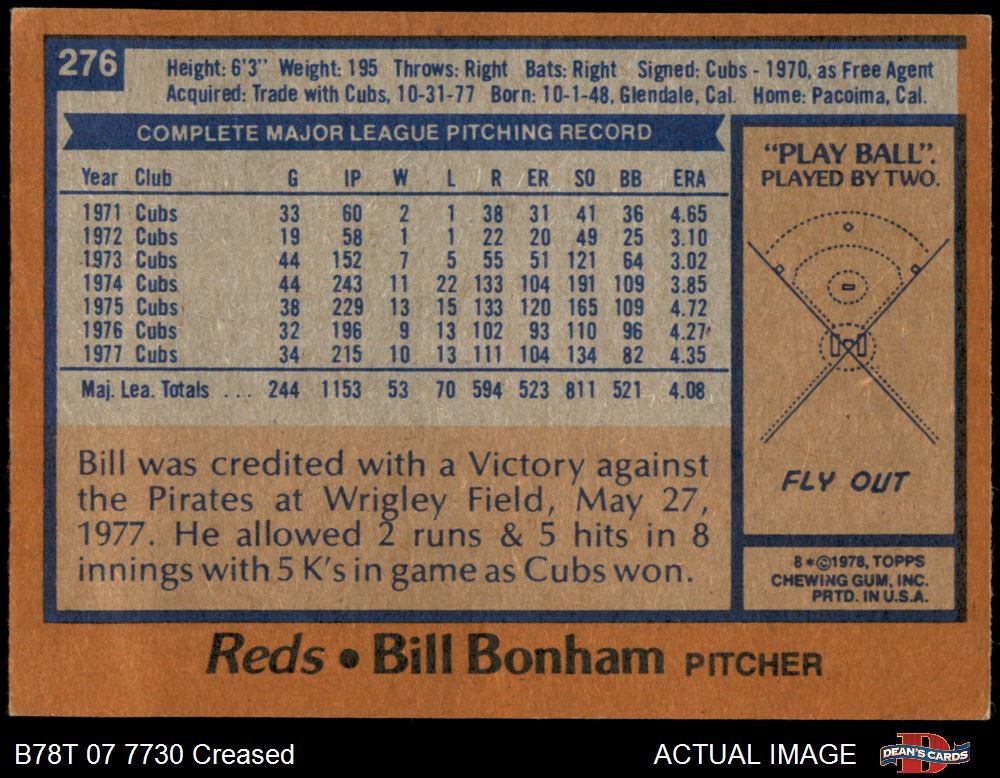 276
Height: 6'3" Weight: 195 Throws: Right Bats: Right Signed: Cubs - 1970, as Free Agent
Acquired: Trade with Cubs, 10-31-77 Born: 10-1-48, Glendale, Cal. Home: Pacoima, Cal.
COMPLETE MAJOR LEAGUE PITCHING RECORD
Year Club G IP W L R ER SO BB ERA
1971 Cubs 33 60 2 1 38 31 41 36 4.65
1972 Cubs 19 58 1 1 22 20 49 25 3.10
1973 Cubs 44 152 7 5 55 51 121 64 3.02
1974 Cubs 44 243 11 22 133 104 191 109 3.85
1975 Cubs 38 229 13 15 133 120 165 109 4.72
1976 Cubs 32 196 9 13 102 93 110 96 4.27
1977 Cubs 34 215 10 13 111 104 134 82 4.35
Maj. Lea. Totals . . . 244 1153 53 70 594 523 811 521 4.08
Bill was credited with a Victory against
the Pirates at Wrigley Field, May 27,
1977. He allowed 2 runs & 5 hits in 8
innings with 5 K's in game as Cubs won.
"PLAY BALL".
PLAYED BY TWO.
FLY OUT
8*©1978, TOPPS
CHEWING GUM, INC.
PRTD. IN U.S.A.
Reds • Bill Bonham PITCHER
B78T 07 7730 Creased
ACTUAL IMAGE
DEAN'S CARDS